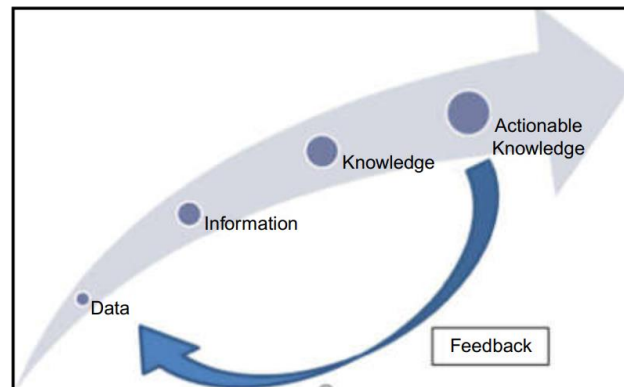 Actionable
Knowledge
Knowledge
Information
Data
Feedback